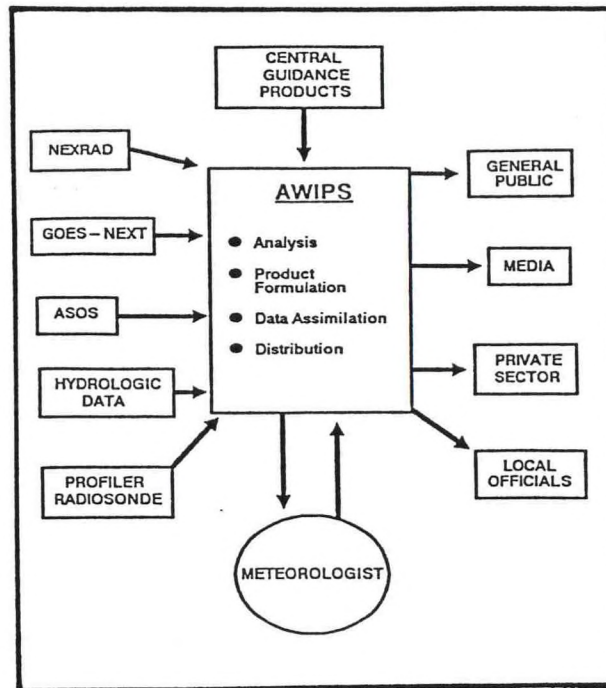 CENTRAL
GUIDANCE
PRODUCTS
NEXRAD
GOES – NEXT
ASOS
HYDROLOGIC
DATA
PROFILER
RADIOSONDE
AWIPS
● Analysis
● Product
Formulation
● Data Assimilation
● Distribution
GENERAL
PUBLIC
MEDIA
PRIVATE
SECTOR
LOCAL
OFFICIALS
METEOROLOGIST